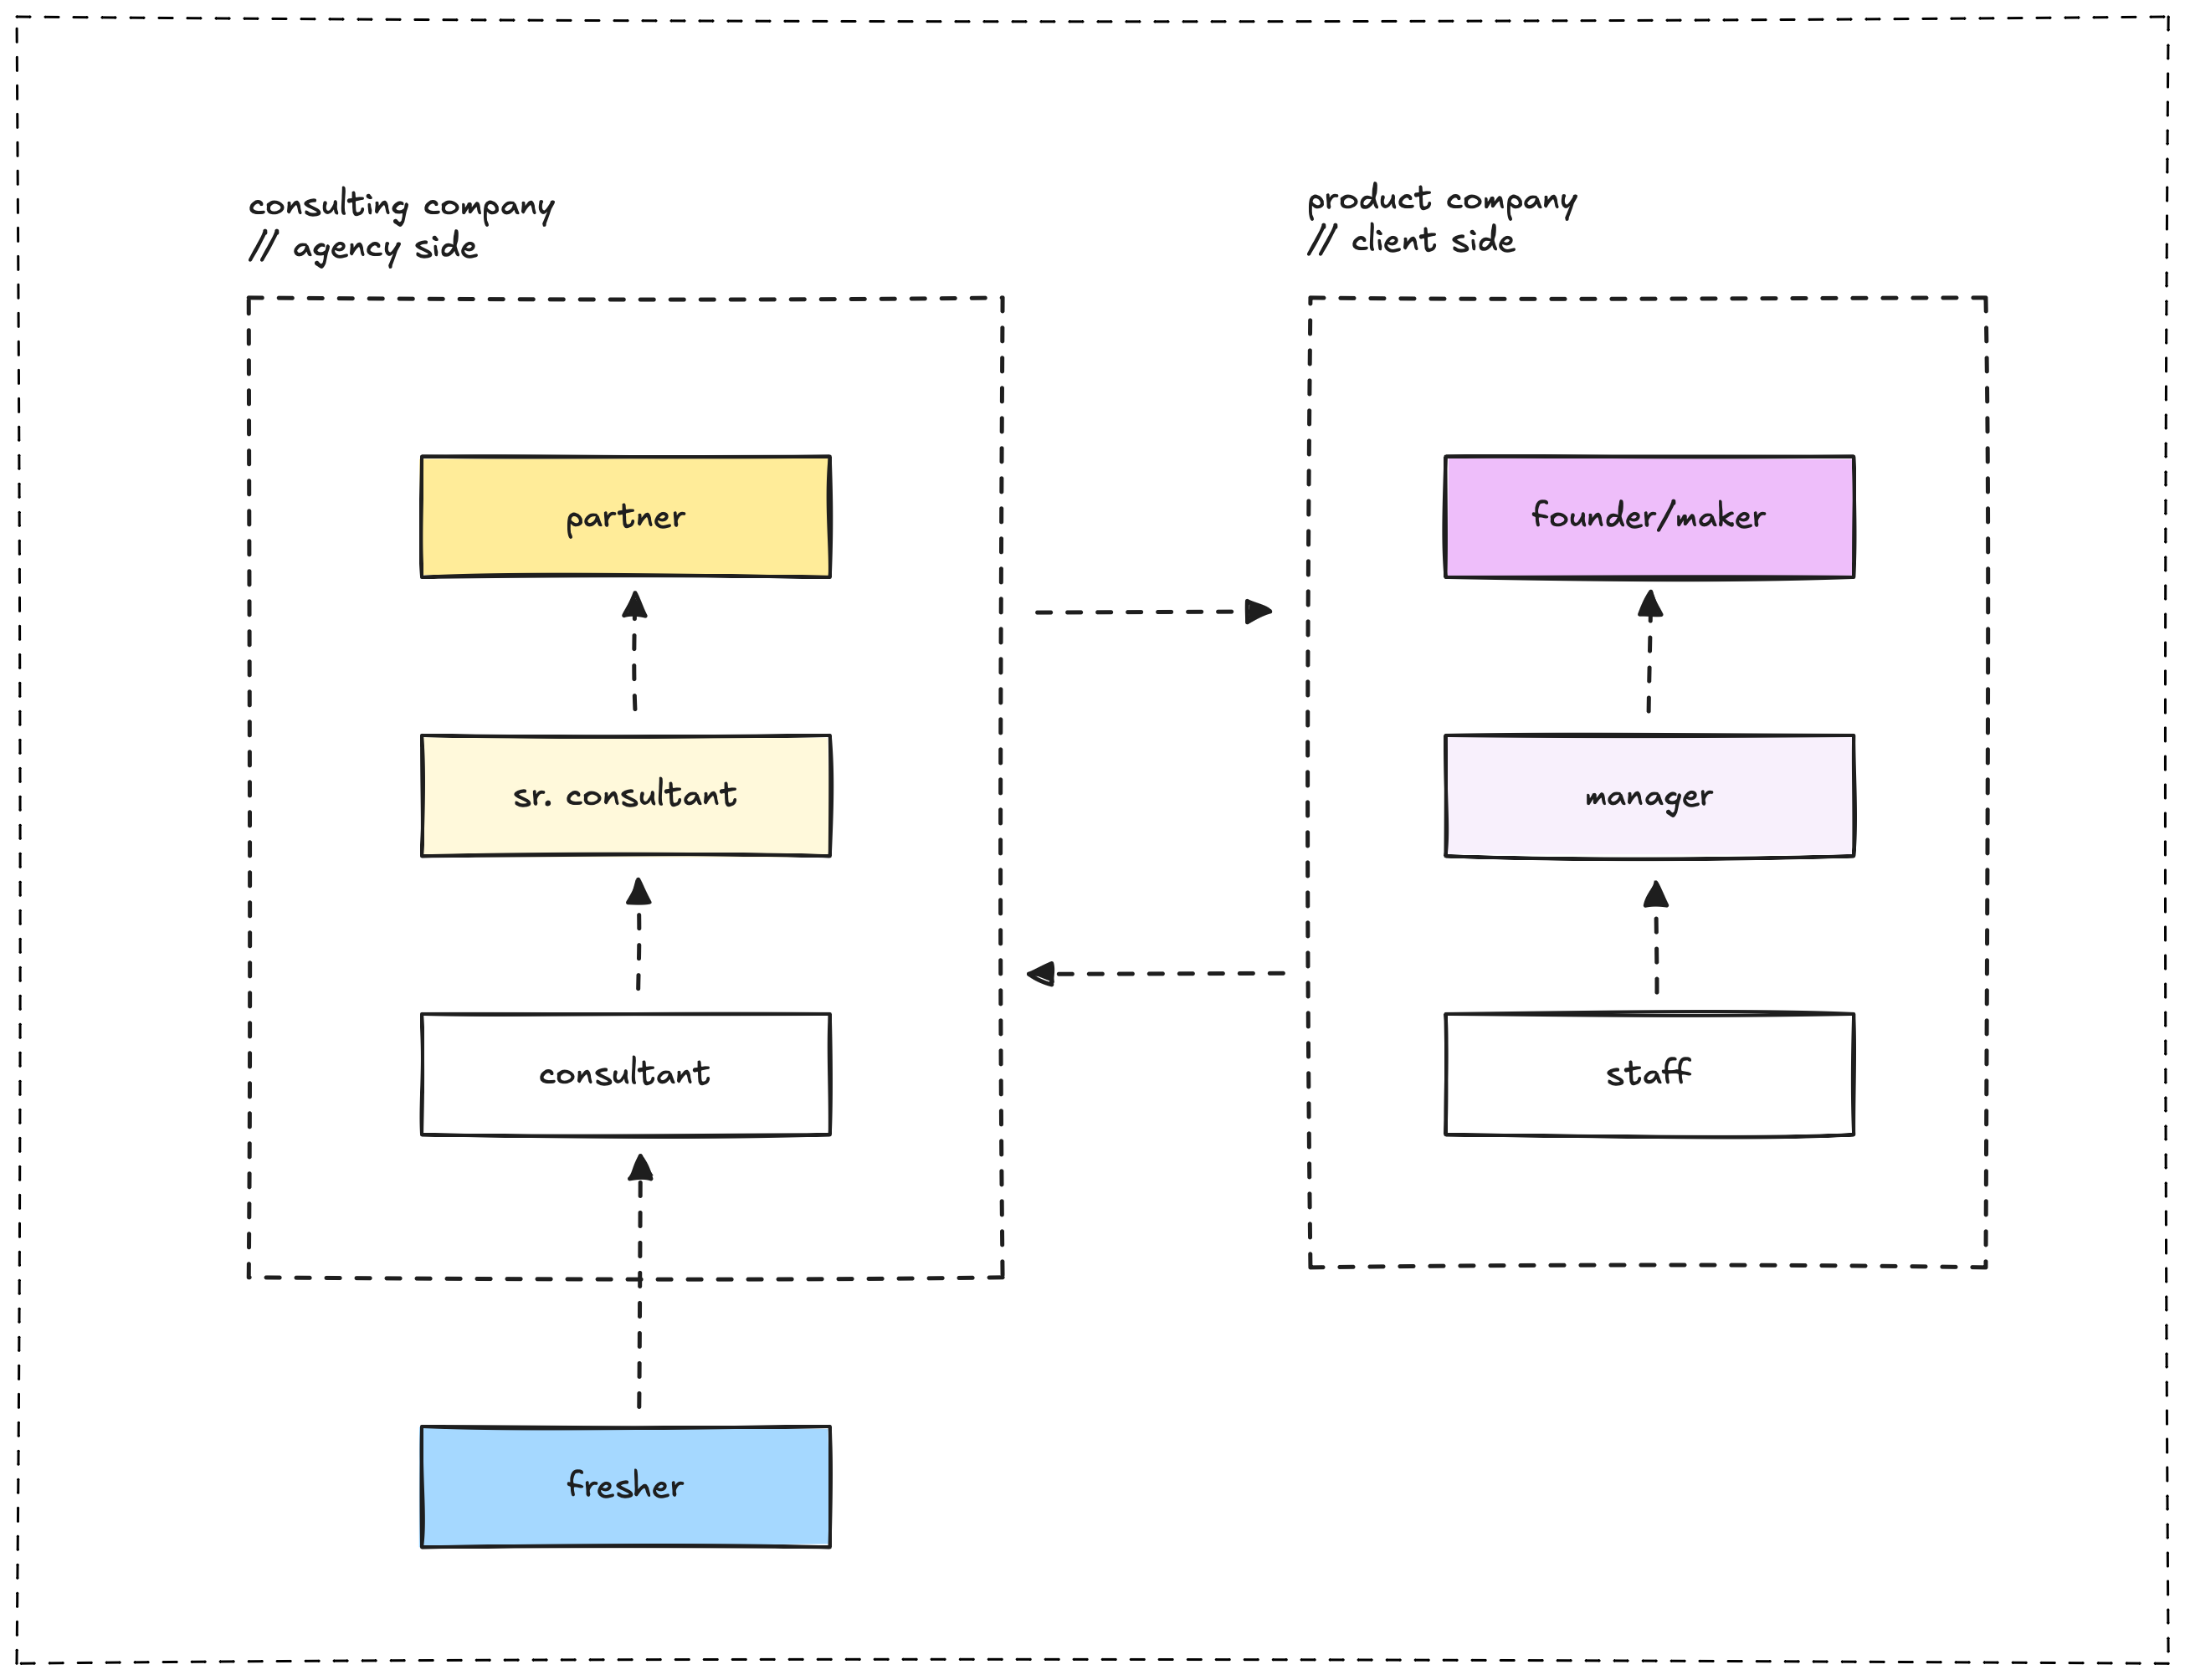 consulting company
// agency side
product company
// client side
partner
founder/maker
sr. consultant
manager
consultant
staff
fresher